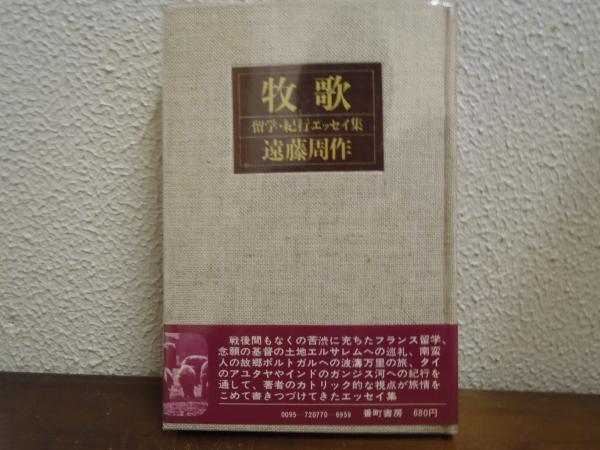 牧歌
留学・紀行エッセイ集
遠藤周作
戦後間もなくの苦渋に充ちたフランス留学、
念願の基督の土地エルサレムへの巡礼、南蛮
人の故郷ポルトガルへの波濤万里の旅、タイ
のアユタヤやインドのガンジス河への紀行を
通して、著者のカトリック的な視点が旅情を
こめて書きつづけてきたエッセイ集
0095-720770-6959 番町書房 680円